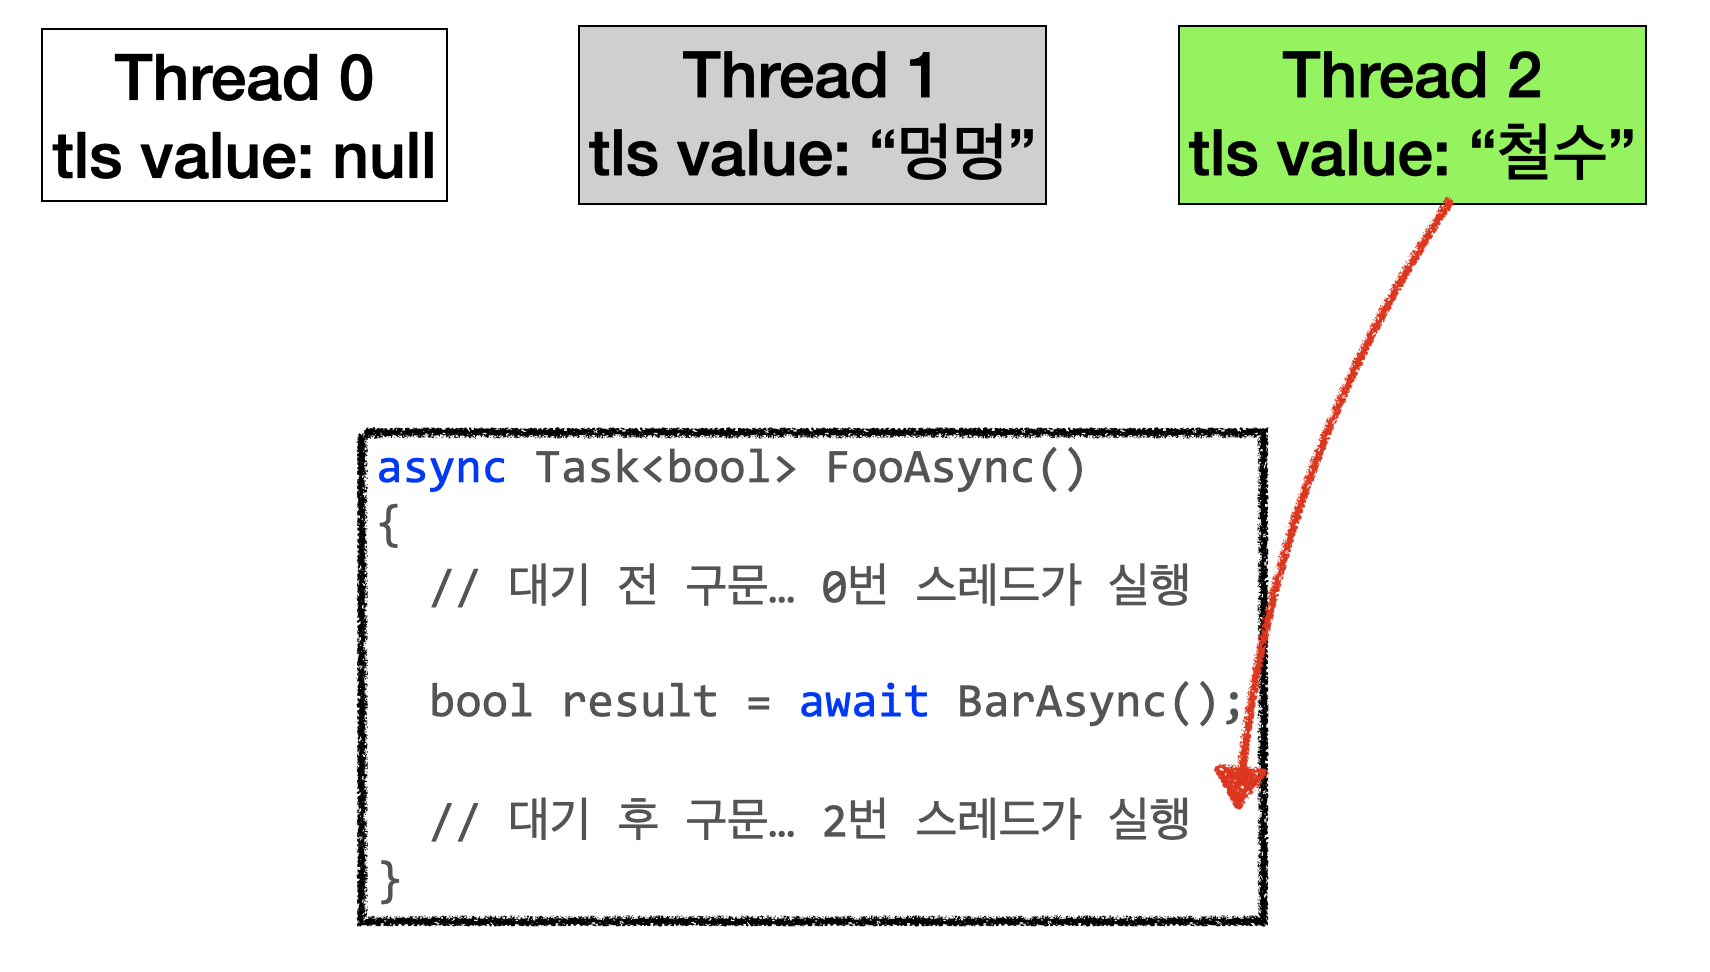 Thread 0
tls value: null
Thread 1
tls value: “멍멍”
Thread 2
tls value: “철수”
async Task<bool> FooAsync()
{
// 대기 전 구문… 0번 스레드가 실행
bool result = await BarAsync();
// 대기 후 구문… 2번 스레드가 실행
}